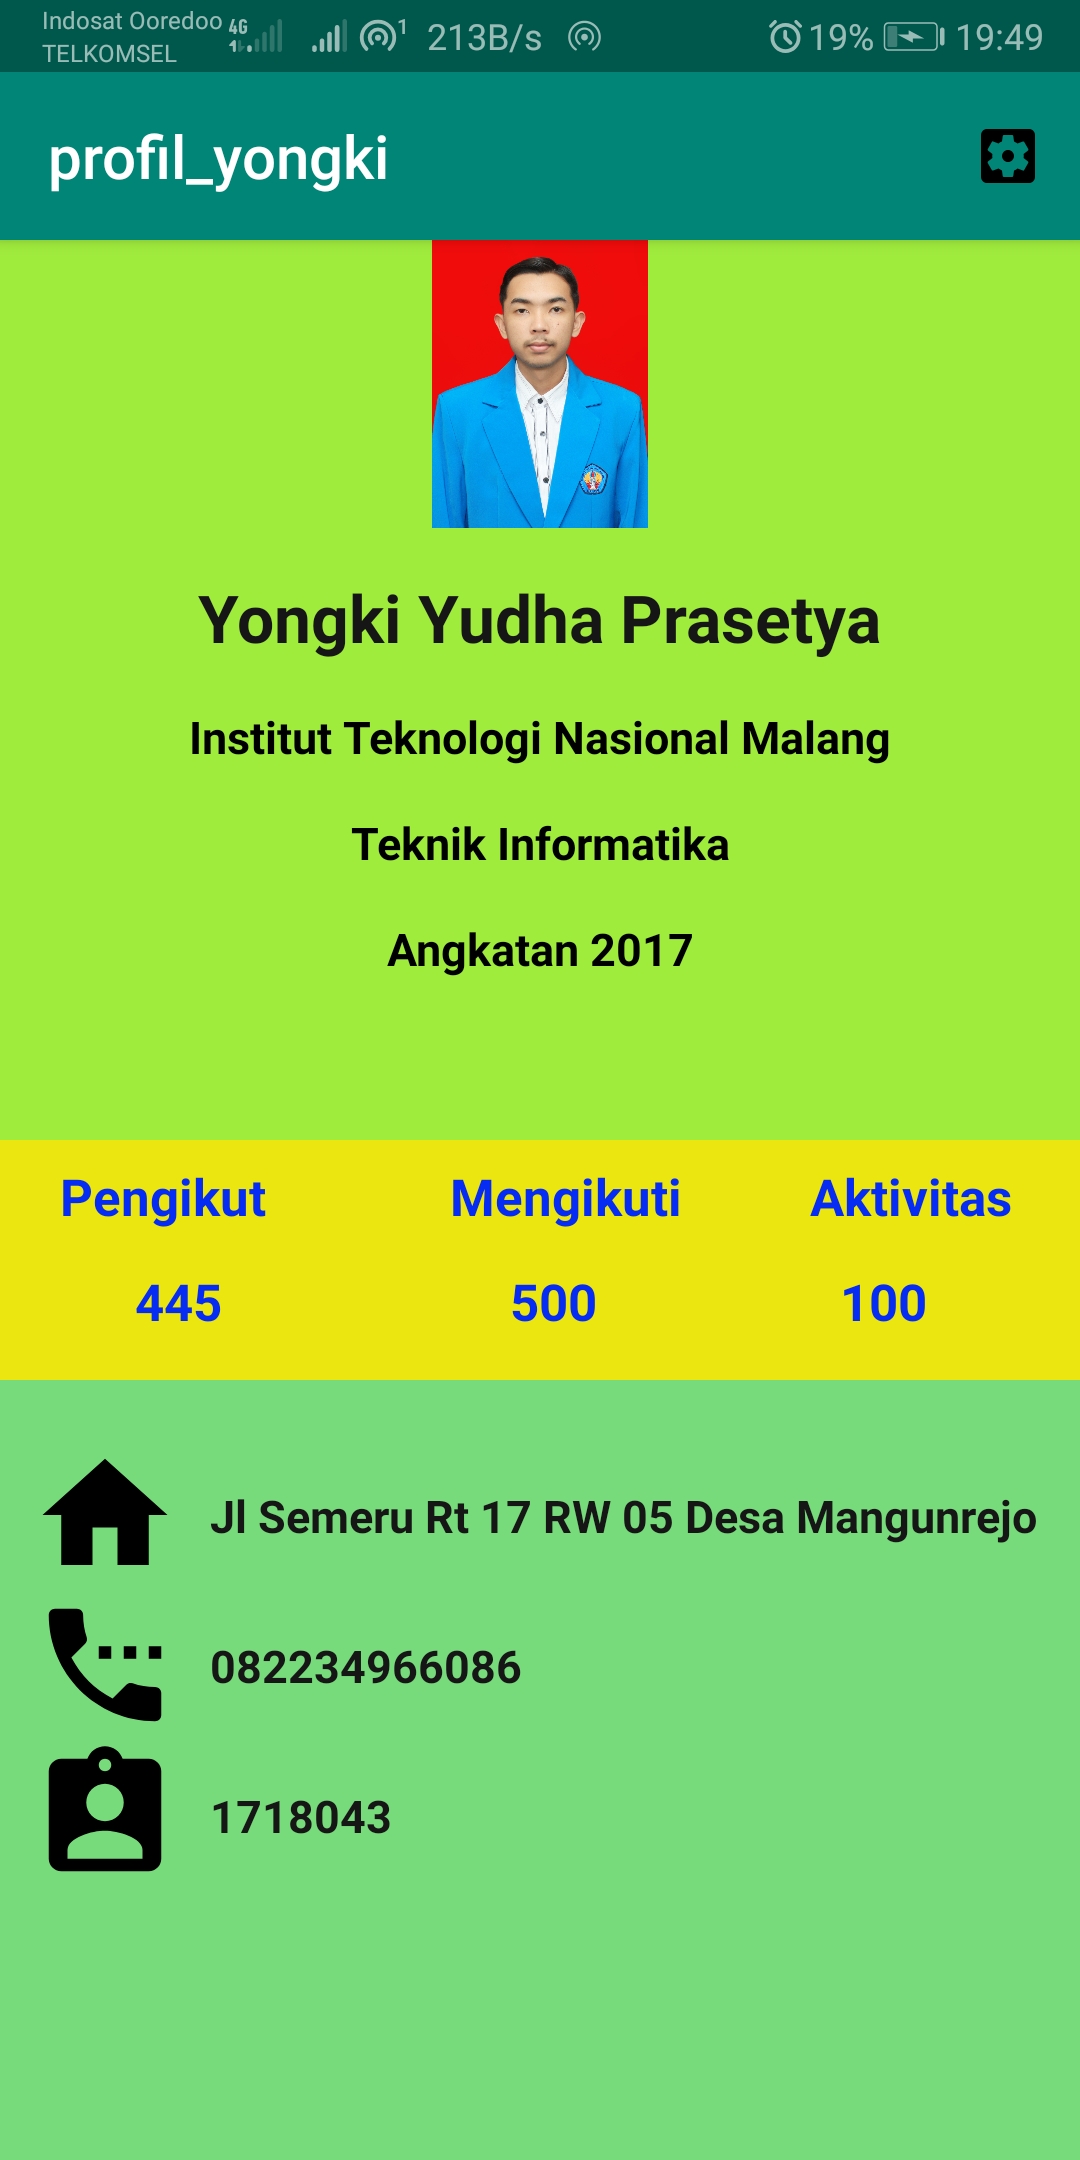 Indosat Ooredoo 4G 1 213B/s 19% 19:49
TELKOMSEL
profil_yongki
Yongki Yudha Prasetya
Institut Teknologi Nasional Malang
Teknik Informatika
Angkatan 2017
Pengikut Mengikuti Aktivitas
445 500 100
Jl Semeru Rt 17 RW 05 Desa Mangunrejo
082234966086
1718043